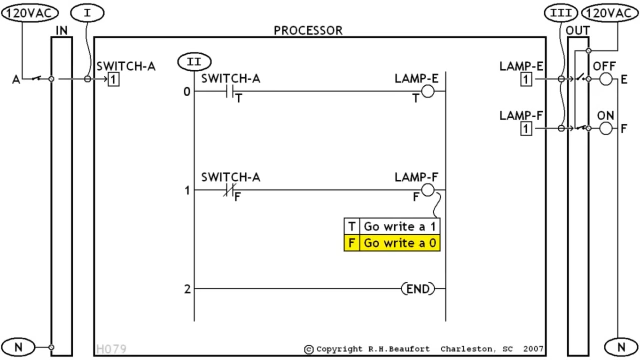 120VAC I III 120VAC
IN PROCESSOR OUT
SWITCH-A II LAMP-E OFF
A 1 SWITCH-A LAMP-E 1 E
0 T T
LAMP-F ON
1 F
SWITCH-A LAMP-F
1 F F
T Go write a 1
F Go write a 0
2 END
N H079 © Copyright R.H.Beaufort Charleston, SC 2007 N